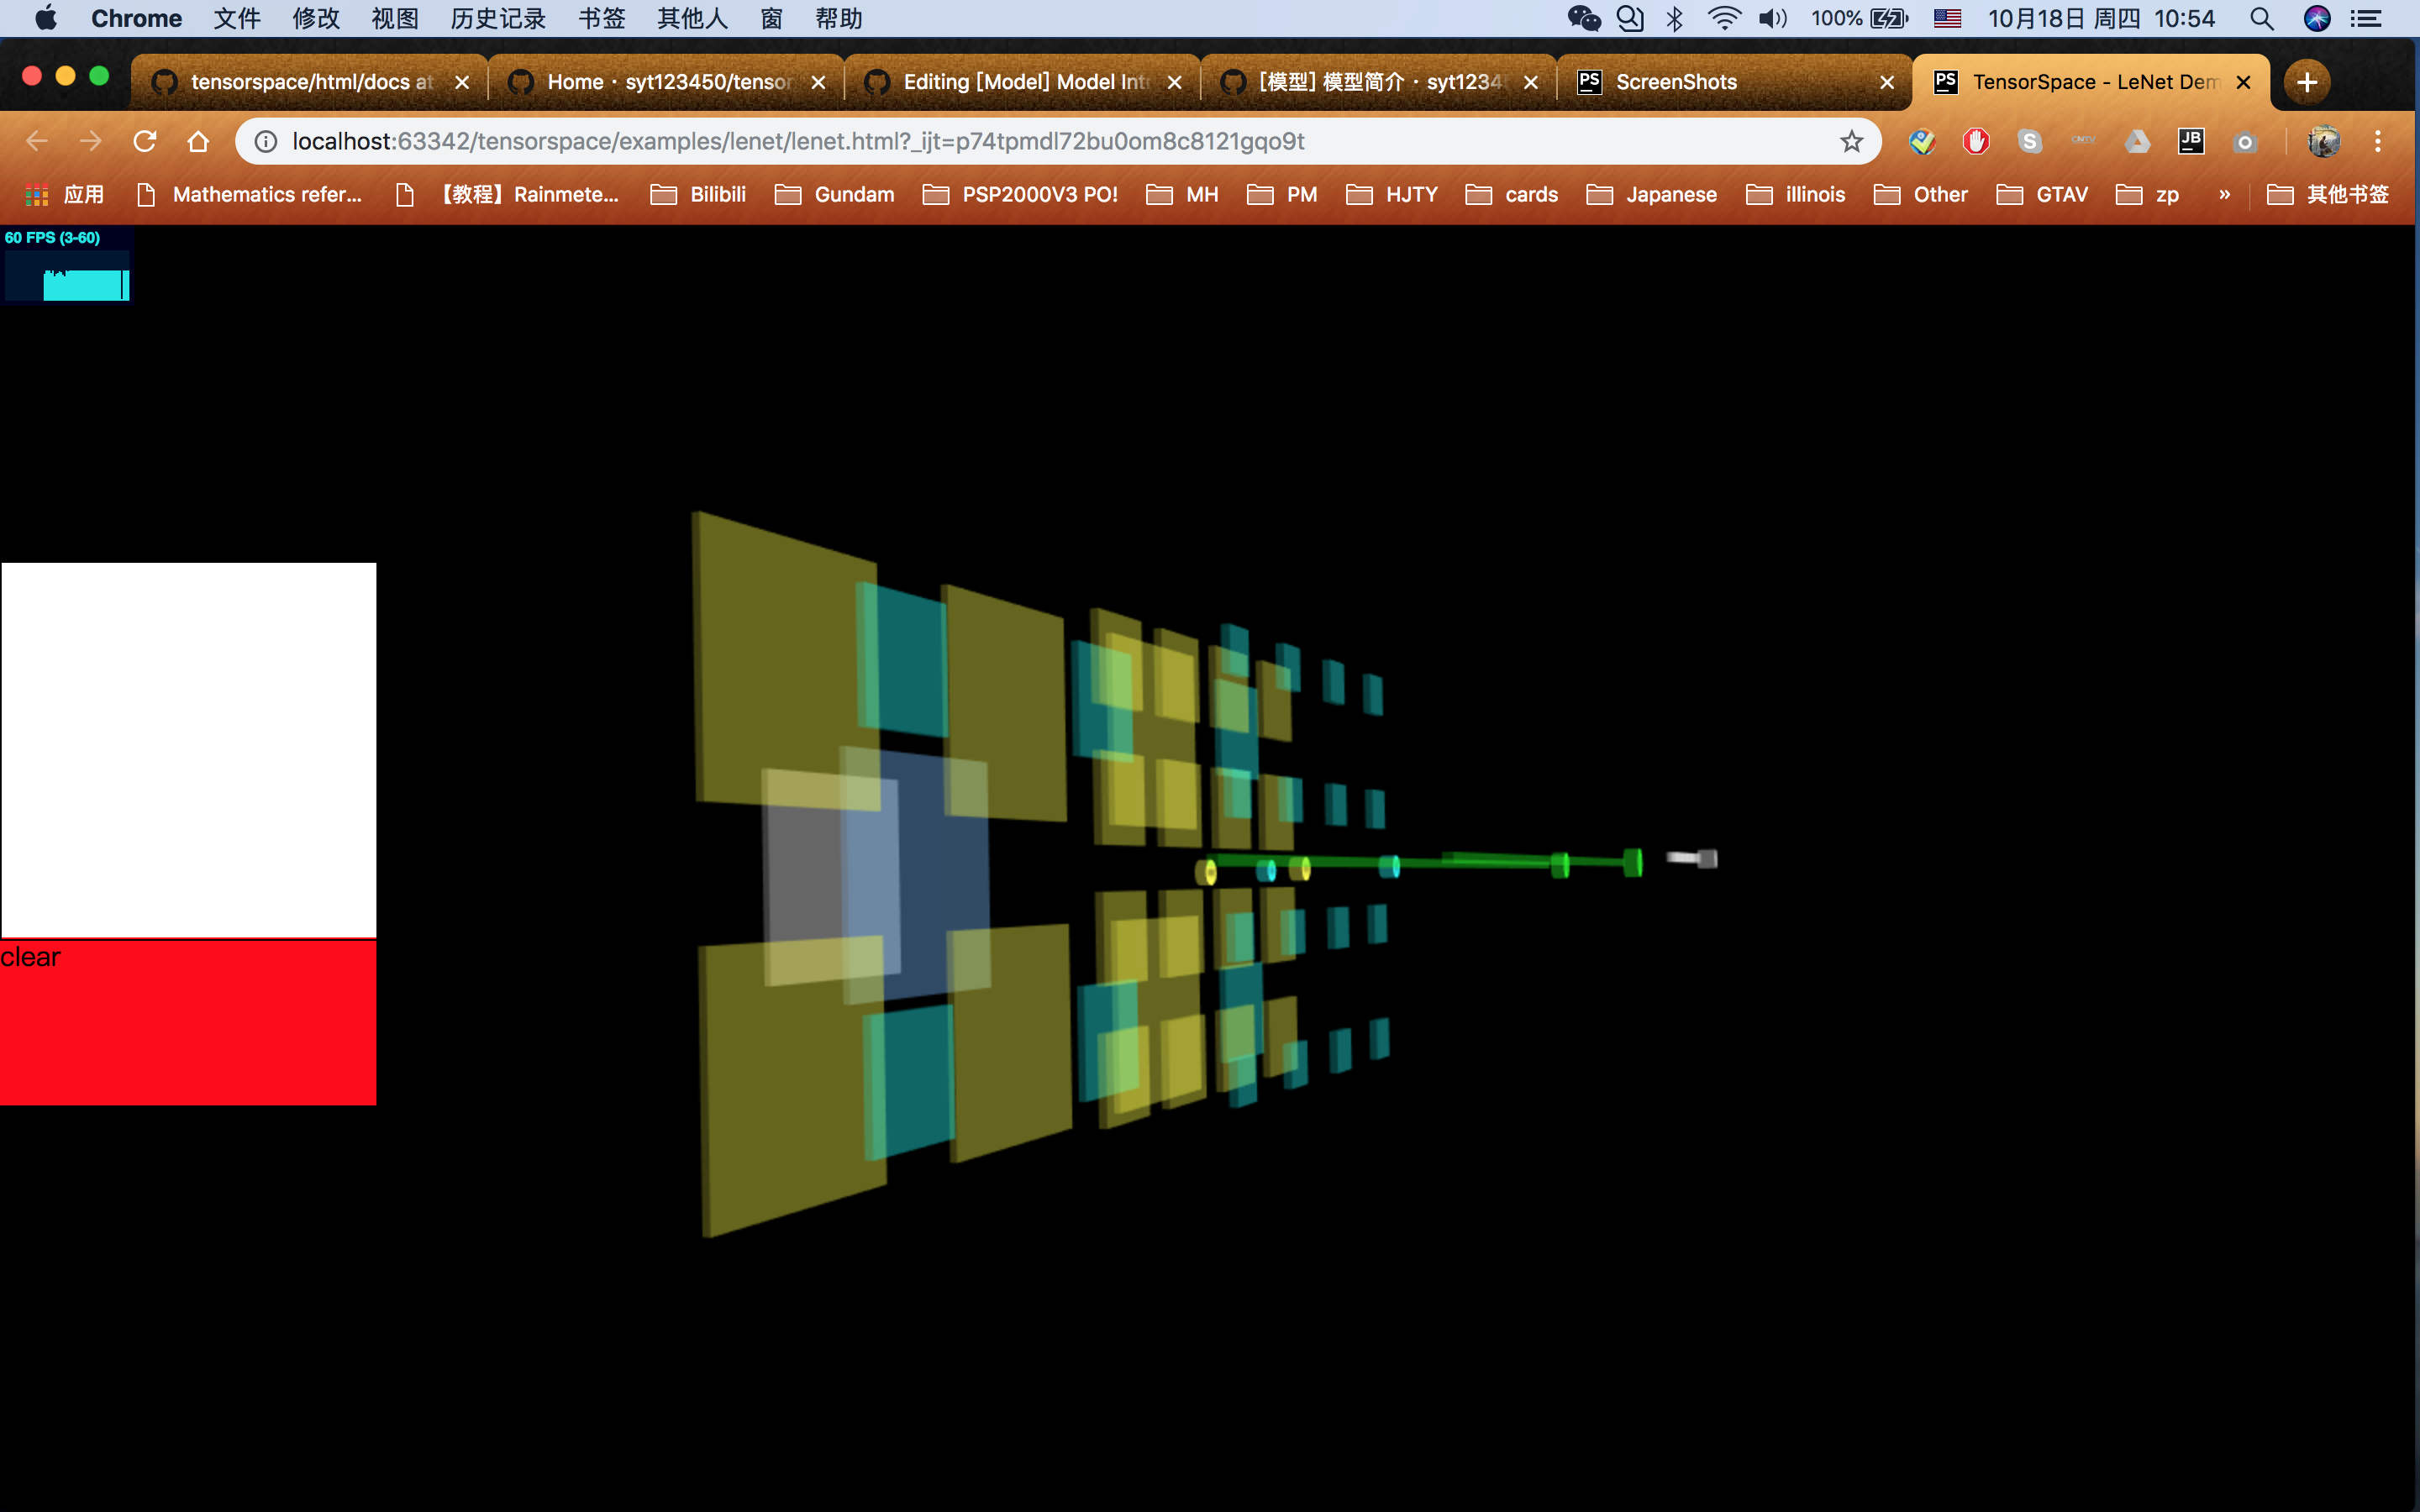 Chrome 文件 修改 视图 历史记录 书签 其他人 窗 帮助 100% 10月18日 周四 10:54
tensorspace/html/docs at Home · syt123450/tensor Editing [Model] Model Int [模型] 模型简介 · syt1234 PS ScreenShots PS TensorSpace - LeNet Dem
localhost:63342/tensorspace/examples/lenet/lenet.html?_ijt=p74tpmdl72bu0om8c8121gqo9t S CNTV JB
应用 Mathematics refer... 【教程】Rainmete... Bilibili Gundam PSP2000V3 PO! MH PM HJTY cards Japanese illinois Other GTAV zp » 其他书签
60 FPS (3-60)
clear